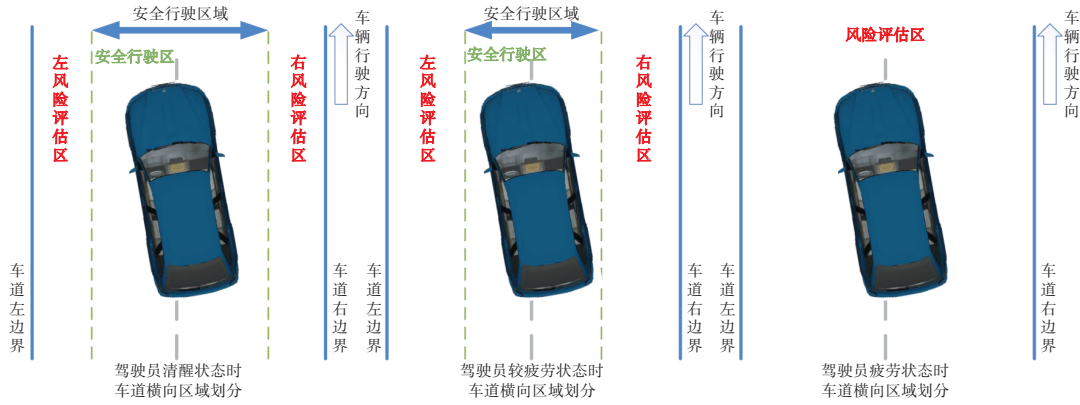 安全行驶区域
安全行驶区
左风险评估区
右风险评估区
车辆行驶方向
车道左边界
车道右边界
驾驶员清醒状态时
车道横向区域划分
安全行驶区域
安全行驶区
左风险评估区
右风险评估区
车辆行驶方向
车道左边界
车道右边界
驾驶员较疲劳状态时
车道横向区域划分
风险评估区
车辆行驶方向
车道左边界
车道右边界
驾驶员疲劳状态时
车道横向区域划分